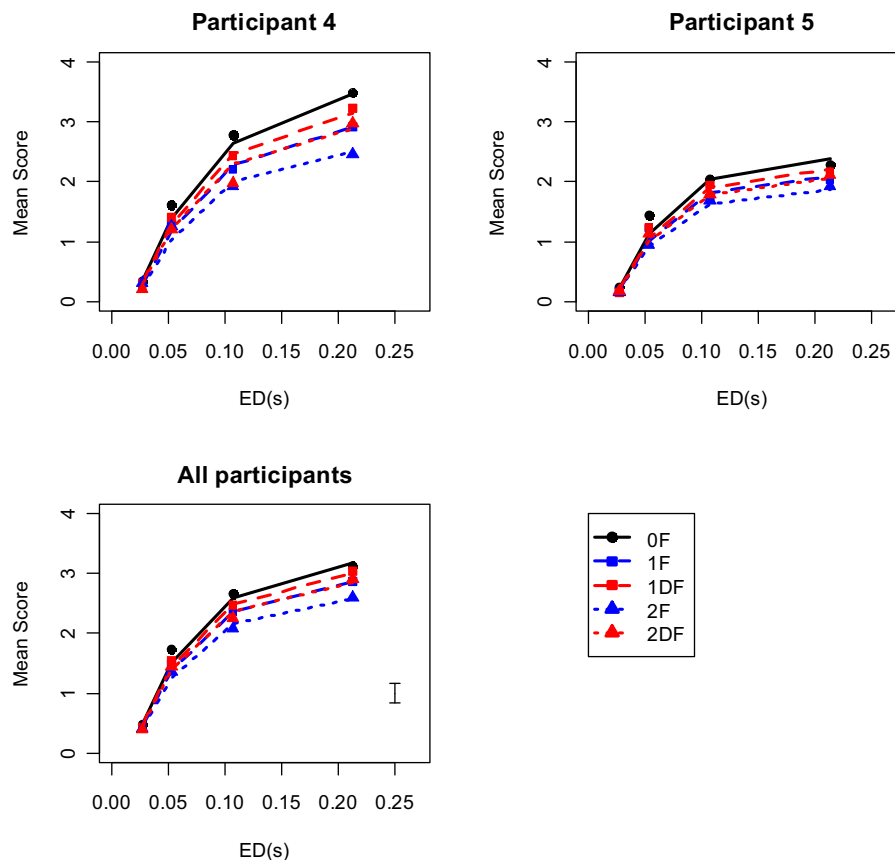 Participant 4
Mean Score
4
3
2
1
0
0.00 0.05 0.10 0.15 0.20 0.25
ED(s)
Participant 5
Mean Score
4
3
2
1
0
0.00 0.05 0.10 0.15 0.20 0.25
ED(s)
All participants
Mean Score
4
3
2
1
0
0.00 0.05 0.10 0.15 0.20 0.25
ED(s)
0F
1F
1DF
2F
2DF